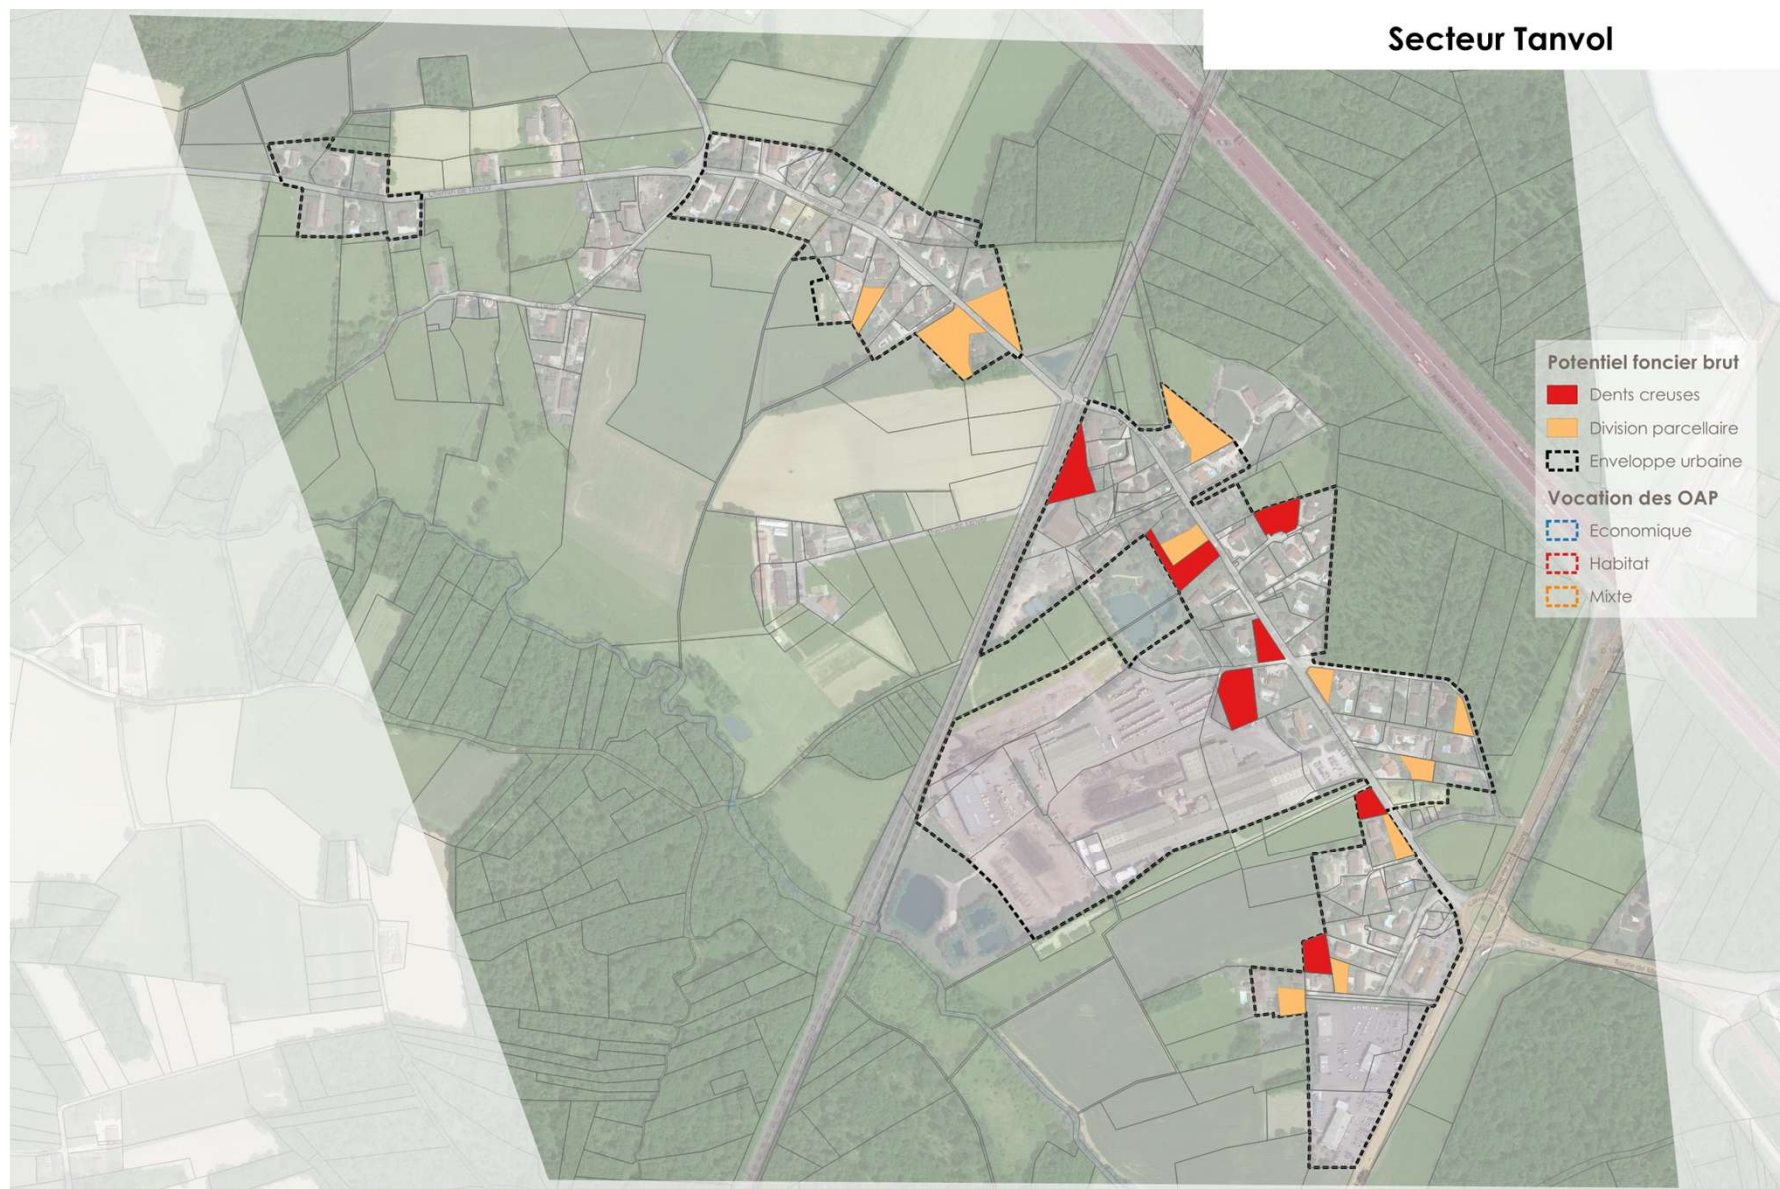 Secteur Tanvol
Potentiel foncier brut
Dents creuses
Division parcellaire
Enveloppe urbaine
Vocation des OAP
Economique
Habitat
Mixte